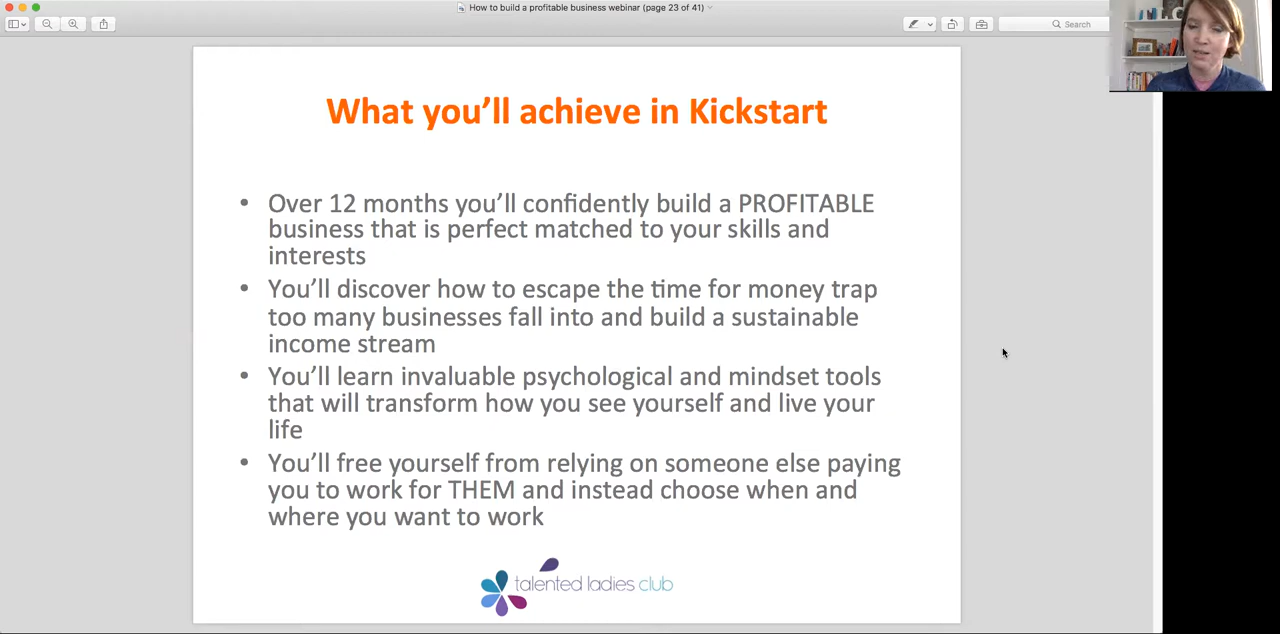 How to build a profitable business webinar (page 23 of 41)
Search
What you’ll achieve in Kickstart
• Over 12 months you’ll confidently build a PROFITABLE
business that is perfect matched to your skills and
interests
• You’ll discover how to escape the time for money trap
too many businesses fall into and build a sustainable
income stream
• You’ll learn invaluable psychological and mindset tools
that will transform how you see yourself and live your
life
• You’ll free yourself from relying on someone else paying
you to work for THEM and instead choose when and
where you want to work
talented ladies club